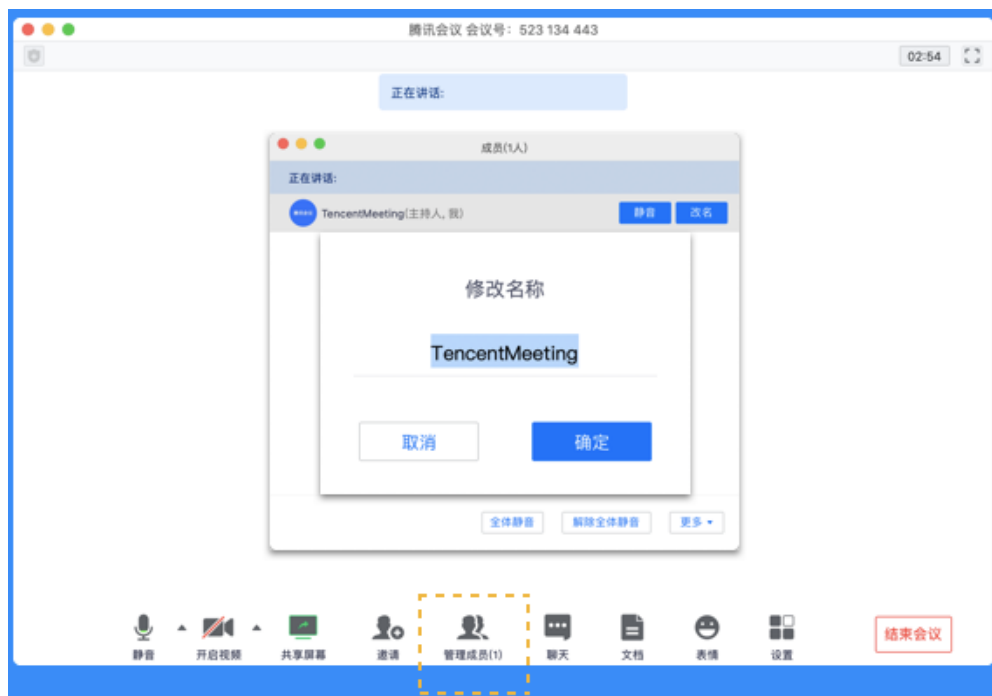 腾讯会议 会议号：523 134 443
02:54
正在讲话:
成员(1人)
正在讲话:
TencentMeeting(主持人, 我)
静音 改名
修改名称
TencentMeeting
取消 确定
全体静音 解除全体静音 更多
静音 开启视频 共享屏幕 邀请 管理成员(1) 聊天 文档 表情 设置
结束会议